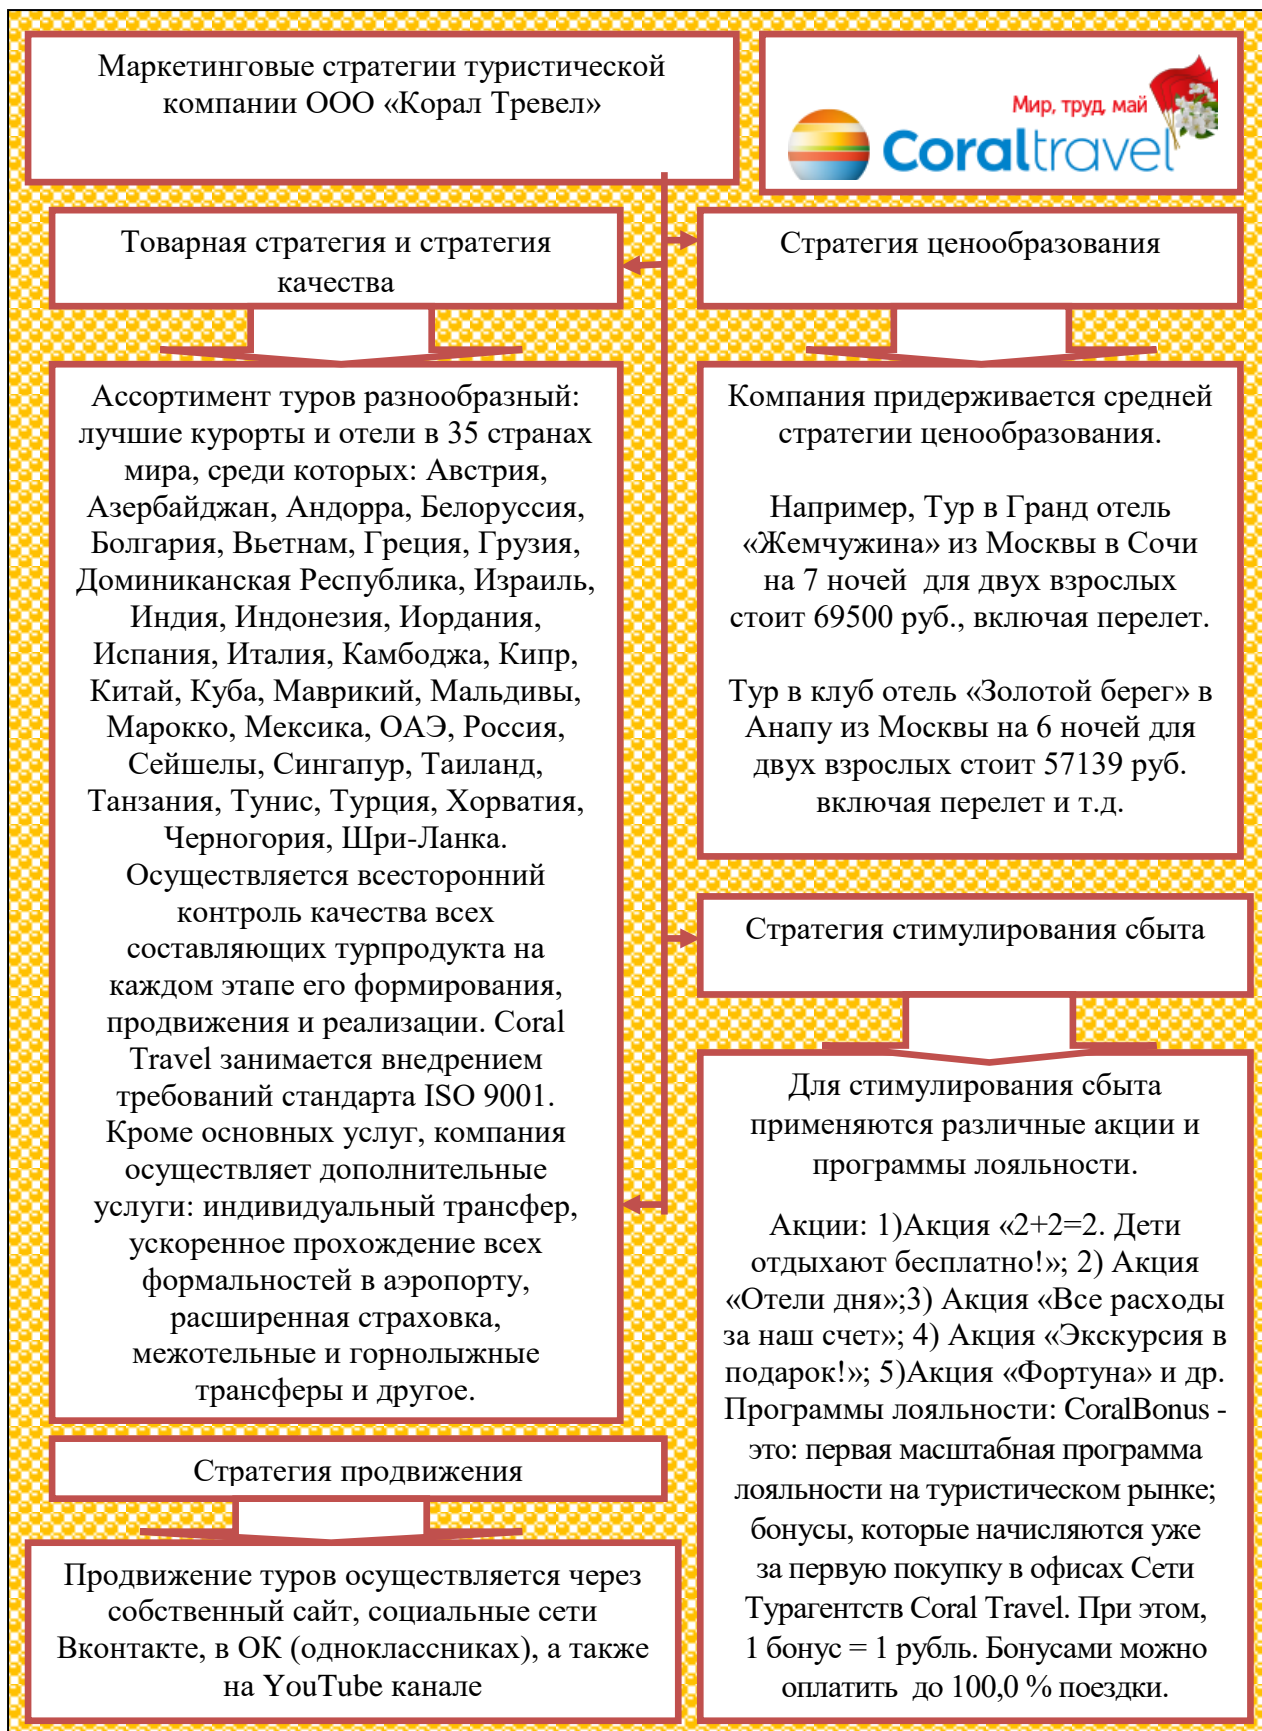 Маркетинговые стратегии туристической
компании ООО «Корал Тревел»
Мир, труд, май
Coraltravel
Товарная стратегия и стратегия
качества
Стратегия ценообразования
Ассортимент туров разнообразный:
лучшие курорты и отели в 35 странах
мира, среди которых: Австрия,
Азербайджан, Андорра, Белоруссия,
Болгария, Вьетнам, Греция, Грузия,
Доминиканская Республика, Израиль,
Индия, Индонезия, Иордания,
Испания, Италия, Камбоджа, Кипр,
Китай, Куба, Маврикий, Мальдивы,
Марокко, Мексика, ОАЭ, Россия,
Сейшелы, Сингапур, Таиланд,
Танзания, Тунис, Турция, Хорватия,
Черногория, Шри-Ланка.
Осуществляется всесторонний
контроль качества всех
составляющих турпродукта на
каждом этапе его формирования,
продвижения и реализации. Coral
Travel занимается внедрением
требований стандарта ISO 9001.
Кроме основных услуг, компания
осуществляет дополнительные
услуги: индивидуальный трансфер,
ускоренное прохождение всех
формальностей в аэропорту,
расширенная страховка,
межотельные и горнолыжные
трансферы и другое.
Компания придерживается средней
стратегии ценообразования.
Например, Тур в Гранд отель
«Жемчужина» из Москвы в Сочи
на 7 ночей для двух взрослых
стоит 69500 руб., включая перелет.
Тур в клуб отель «Золотой берег» в
Анапу из Москвы на 6 ночей для
двух взрослых стоит 57139 руб.
включая перелет и т.д.
Стратегия стимулирования сбыта
Для стимулирования сбыта
применяются различные акции и
программы лояльности.
Акции: 1)Акция «2+2=2. Дети
отдыхают бесплатно!»; 2) Акция
«Отели дня»;3) Акция «Все расходы
за наш счет»; 4) Акция «Экскурсия в
подарок!»; 5)Акция «Фортуна» и др.
Программы лояльности: CoralBonus -
это: первая масштабная программа
лояльности на туристическом рынке;
бонусы, которые начисляются уже
за первую покупку в офисах Сети
Турагентств Coral Travel. При этом,
1 бонус = 1 рубль. Бонусами можно
оплатить до 100,0 % поездки.
Стратегия продвижения
Продвижение туров осуществляется через
собственный сайт, социальные сети
Вконтакте, в ОК (одноклассниках), а также
на YouTube канале